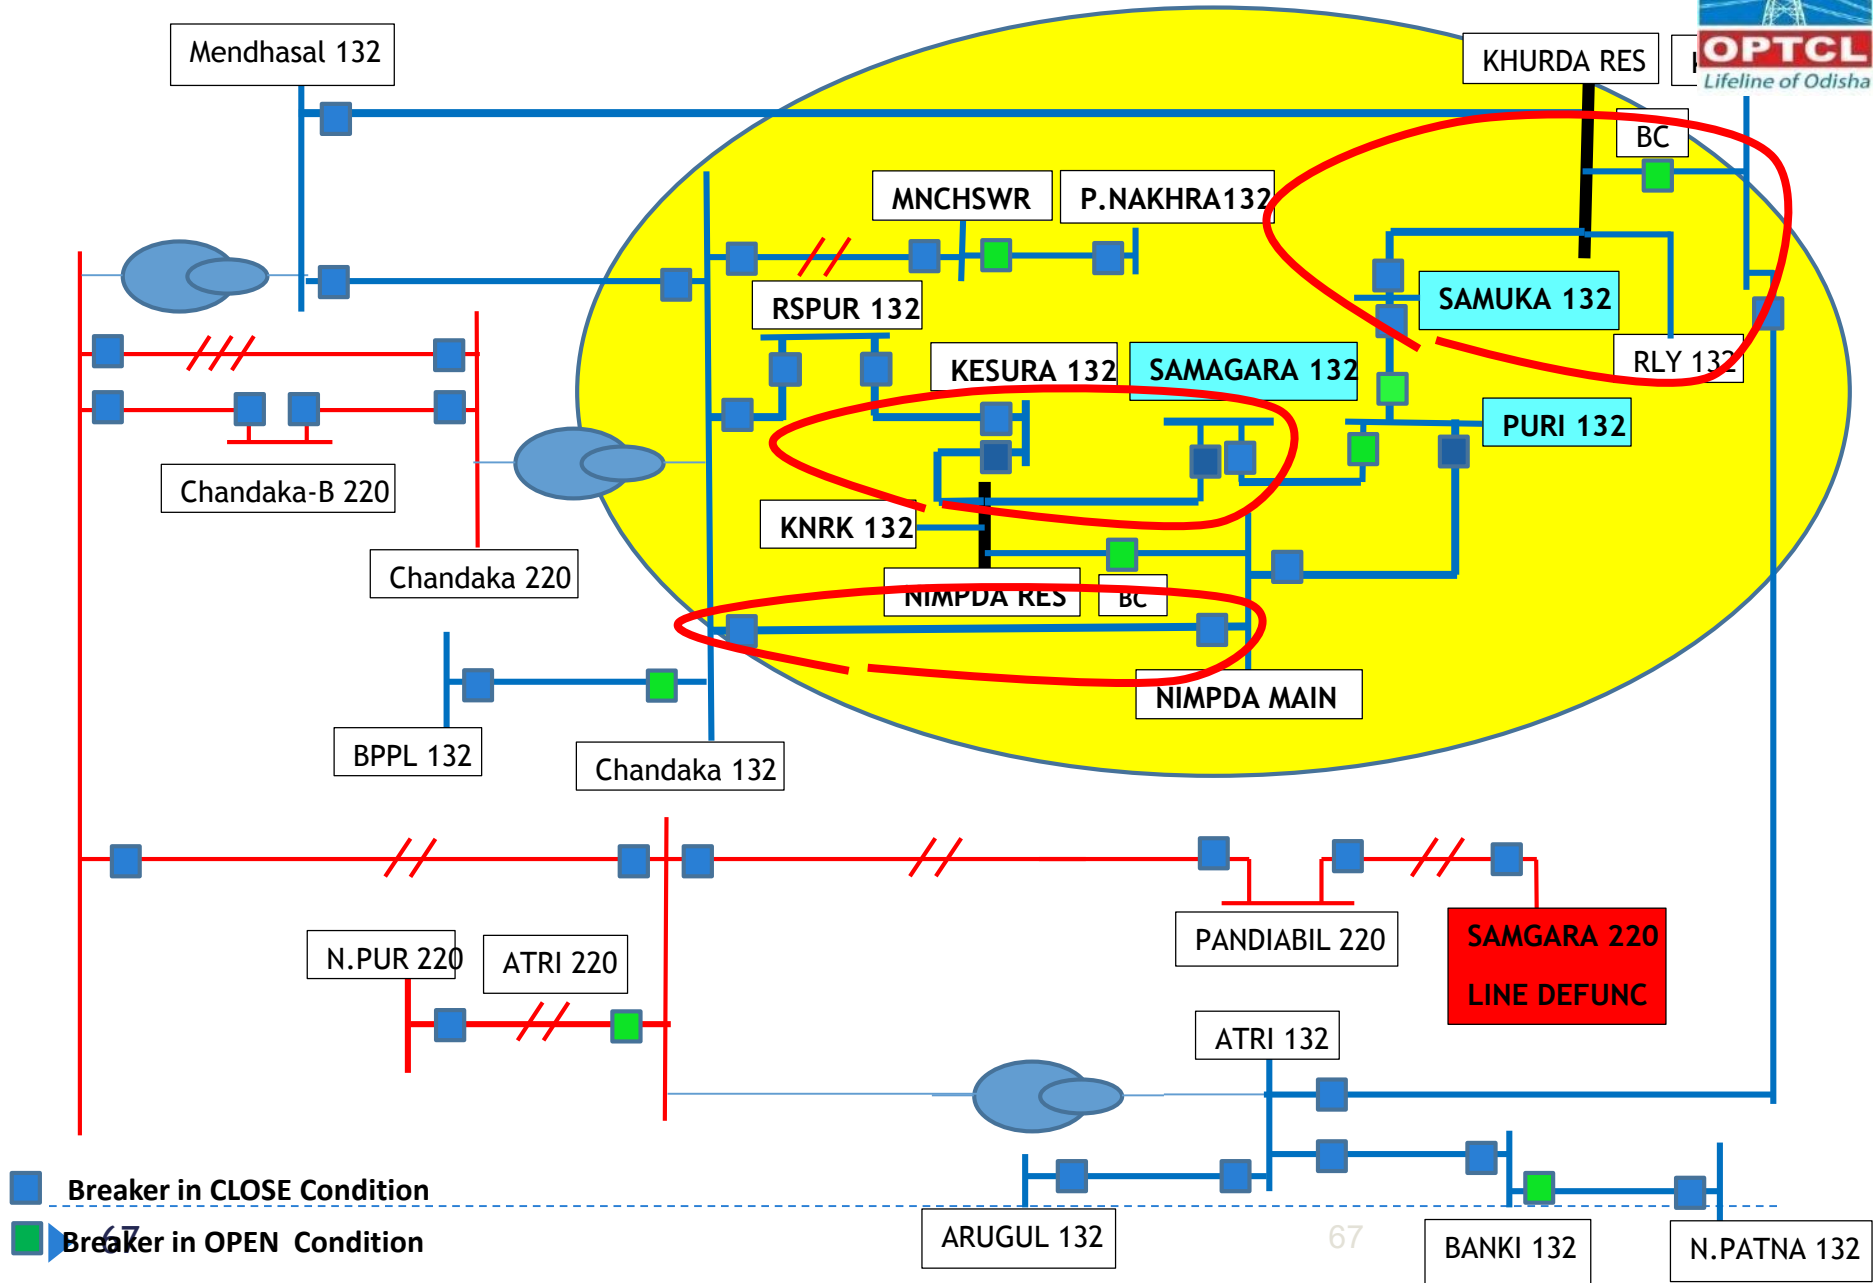 Mendhasal 132
KHURDA RES
OPTCL
Lifeline of Odisha
BC
MNCHSWR
P.NAKHRA132
RSPUR 132
SAMUKA 132
KESURA 132
SAMAGARA 132
RLY 132
PURI 132
Chandaka-B 220
KNRK 132
Chandaka 220
NIMPDA RES
BC
NIMPDA MAIN
BPPL 132
Chandaka 132
N.PUR 220
ATRI 220
PANDIABIL 220
SAMGARA 220
LINE DEFUNC
ATRI 132
Breaker in CLOSE Condition
Breaker in OPEN Condition
67
ARUGUL 132
67
BANKI 132
N.PATNA 132